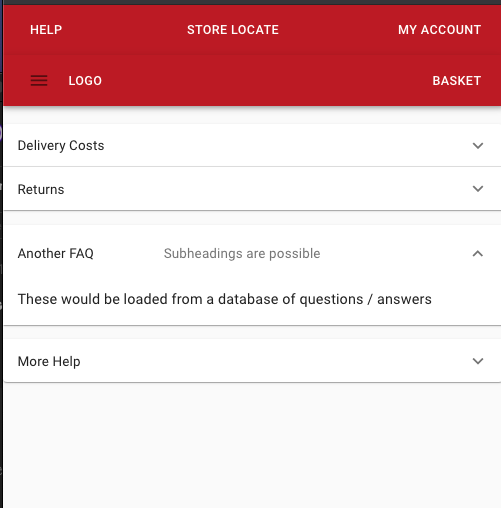 HELP STORE LOCATE MY ACCOUNT
LOGO BASKET
Delivery Costs
Returns
Another FAQ Subheadings are possible
These would be loaded from a database of questions / answers
More Help